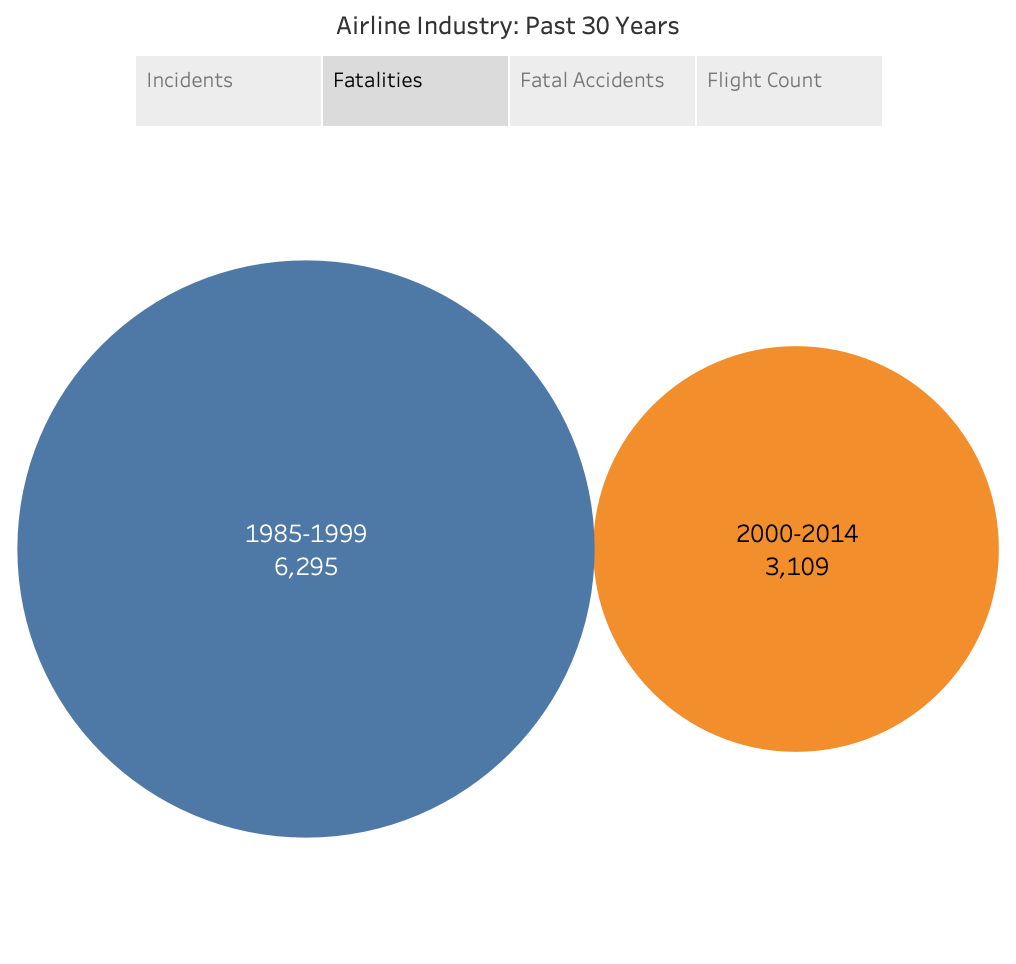 Airline Industry: Past 30 Years
Incidents
Fatalities
Fatal Accidents
Flight Count
1985-1999
6,295
2000-2014
3,109